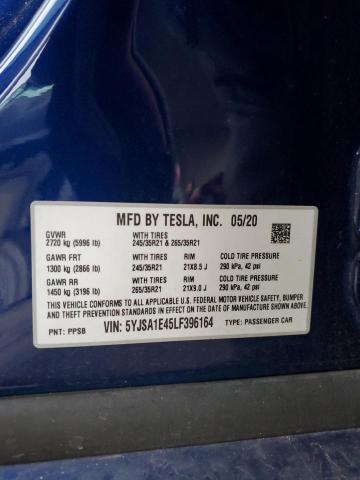 MFD BY TESLA, INC. 05/20
GVWR WITH TIRES
2720 kg (5996 lb) 245/35R21 & 265/35R21
GAWR FRT WITH TIRES RIM COLD TIRE PRESSURE
1300 kg (2866 lb) 245/35R21 21X8.5 J 290 kPa, 42 psi
GAWR RR WITH TIRES RIM COLD TIRE PRESSURE
1450 kg (3196 lb) 265/35R21 21X9.0 J 290 kPa, 42 psi
THIS VEHICLE CONFORMS TO ALL APPLICABLE U.S. FEDERAL MOTOR VEHICLE SAFETY, BUMPER
AND THEFT PREVENTION STANDARDS IN EFFECT ON THE DATE OF MANUFACTURE SHOWN ABOVE.
PNT: PPSB VIN: 5YJSA1E45LF396164 TYPE: PASSENGER CAR